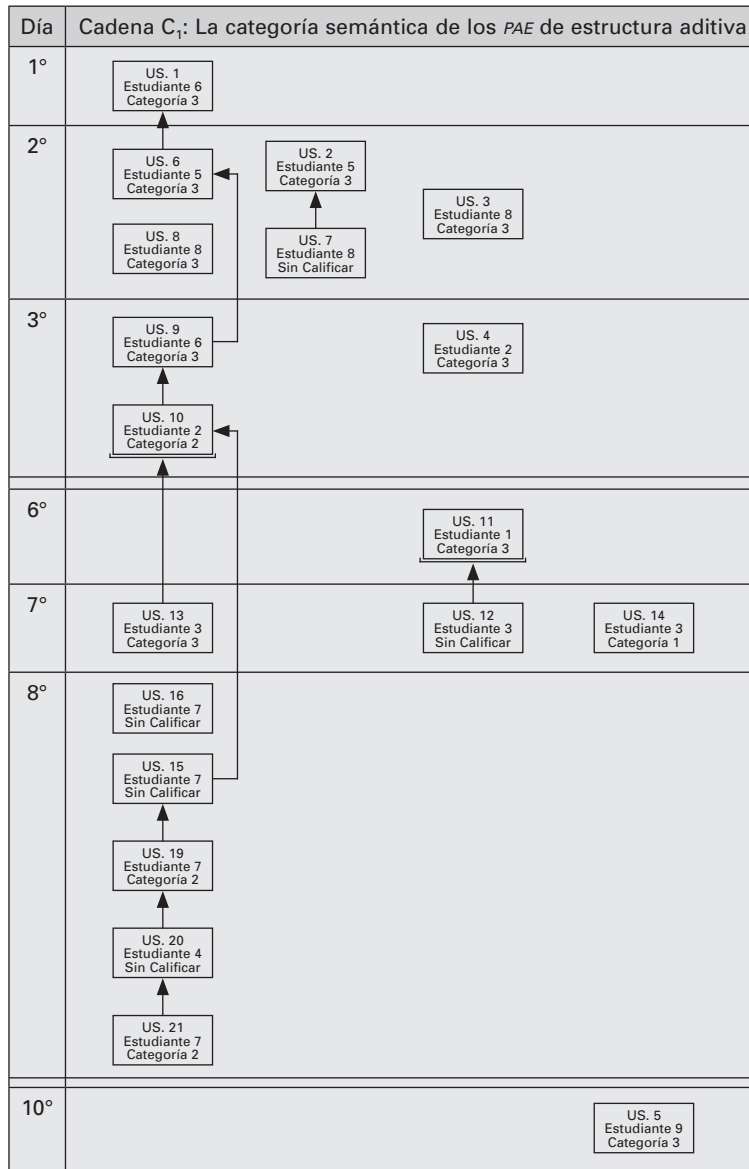 Día
Cadena C₁: La categoría semántica de los PAE de estructura aditiva
1°
US. 1
Estudiante 6
Categoría 3
2°
US. 6
Estudiante 5
Categoría 3
US. 2
Estudiante 5
Categoría 3
US. 3
Estudiante 8
Categoría 3
US. 8
Estudiante 8
Categoría 3
US. 7
Estudiante 8
Sin Calificar
3°
US. 9
Estudiante 6
Categoría 3
US. 4
Estudiante 2
Categoría 3
US. 10
Estudiante 2
Categoría 2
6°
US. 11
Estudiante 1
Categoría 3
7°
US. 13
Estudiante 3
Categoría 3
US. 12
Estudiante 3
Sin Calificar
US. 14
Estudiante 3
Categoría 1
8°
US. 16
Estudiante 7
Sin Calificar
US. 15
Estudiante 7
Sin Calificar
US. 19
Estudiante 7
Categoría 2
US. 20
Estudiante 4
Sin Calificar
US. 21
Estudiante 7
Categoría 2
10°
US. 5
Estudiante 9
Categoría 3